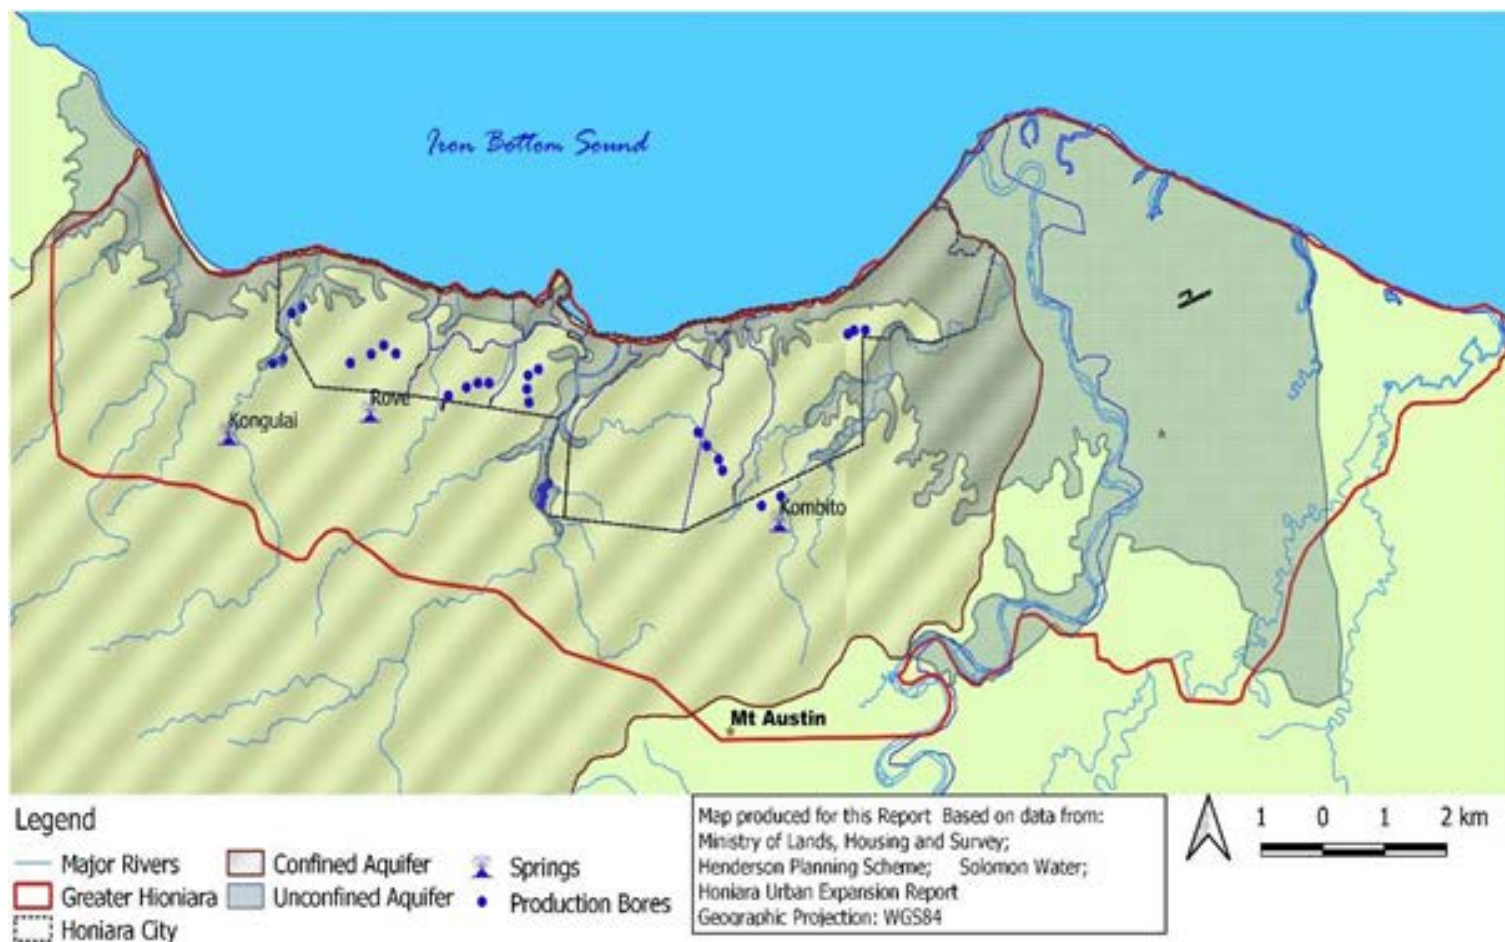 Iron Bottom Sound
Rove
Kongulai
Kombito
Mt Austin
Legend
Major Rivers
Greater Hioniara
Honiara City
Confined Aquifer
Unconfined Aquifer
Springs
Production Bores
Map produced for this Report Based on data from:
Ministry of Lands, Housing and Survey;
Henderson Planning Scheme; Solomon Water;
Honiara Urban Expansion Report
Geographic Projection: WGS84
1 0 1 2 km